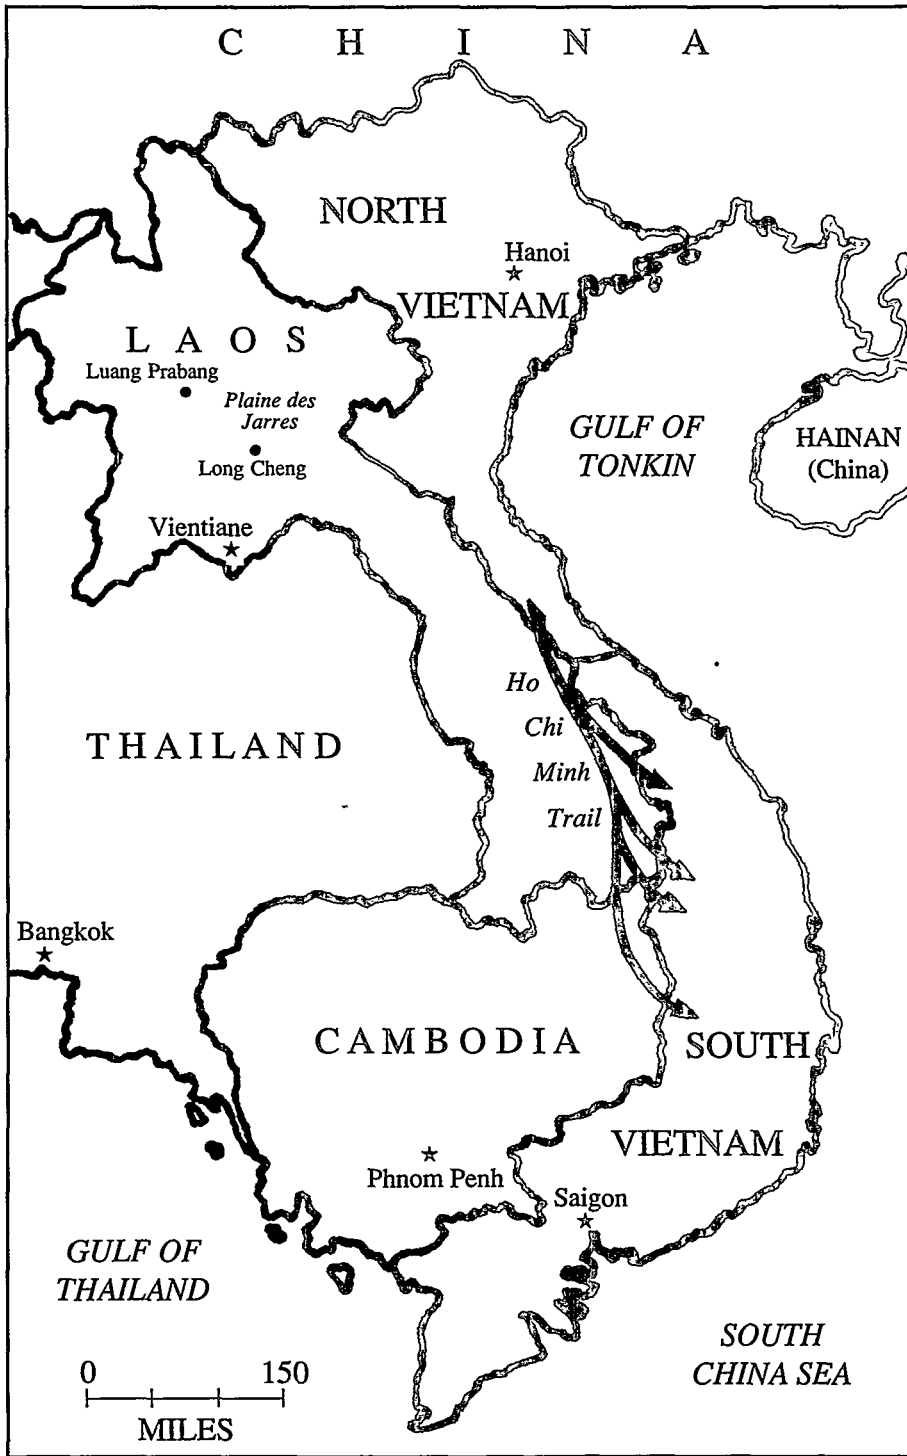 C H I N A
NORTH
Hanoi
VIETNAM
L A O S
Luang Prabang
Plaine des
Jarres
Long Cheng
GULF OF
TONKIN
HAINAN
(China)
Vientiane
Ho
Chi
Minh
Trail
THAILAND
Bangkok
CAMBODIA
SOUTH
VIETNAM
Phnom Penh
Saigon
GULF OF
THAILAND
SOUTH
CHINA SEA
0 150
MILES